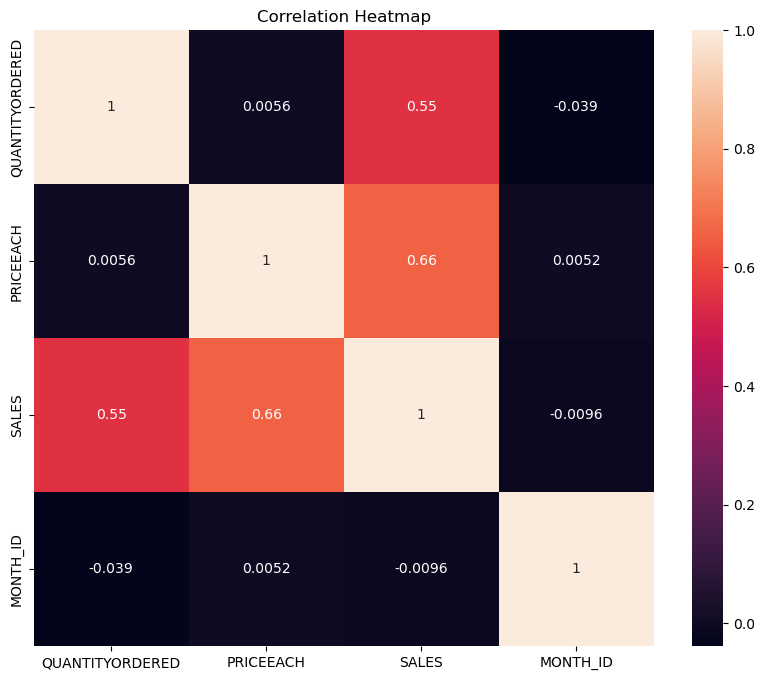 Correlation Heatmap
QUANTITYORDERED
1
0.0056
0.55
-0.039
PRICEEACH
0.0056
1
0.66
0.0052
SALES
0.55
0.66
1
-0.0096
MONTH_ID
-0.039
0.0052
-0.0096
1
QUANTITYORDERED
PRICEEACH
SALES
MONTH_ID
1.0
0.8
0.6
0.4
0.2
0.0